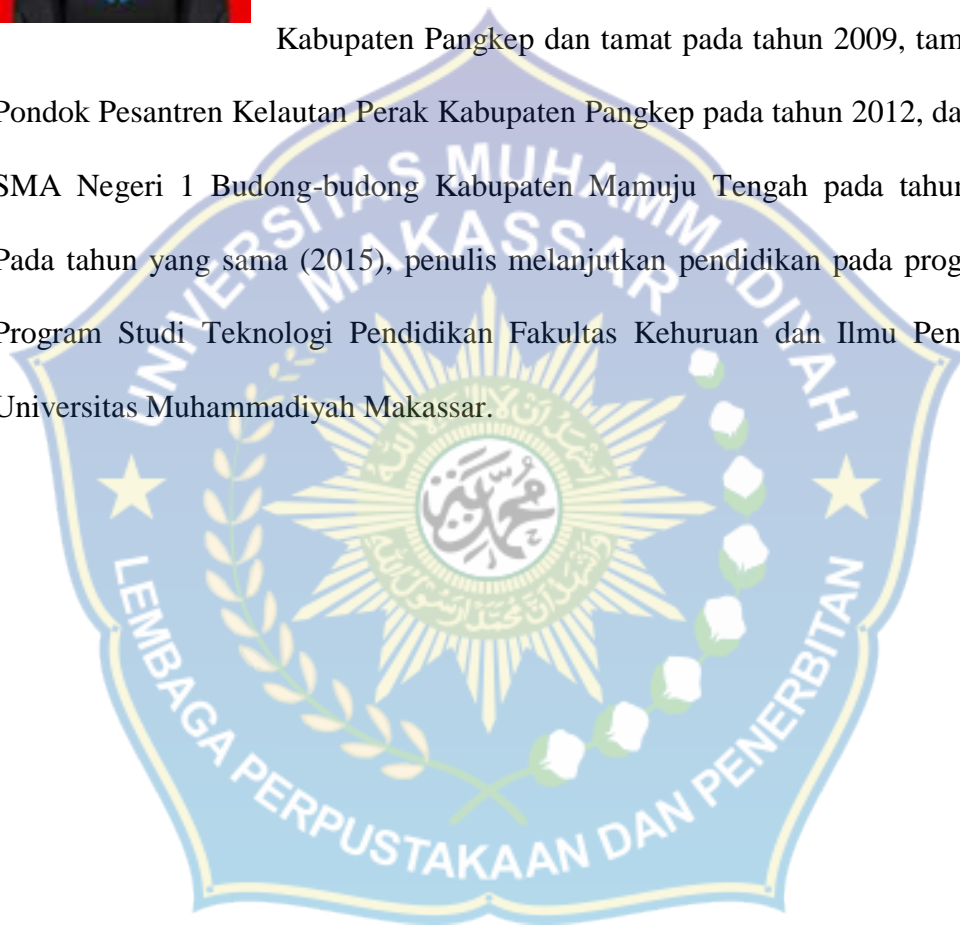 Kabupaten Pangkep dan tamat pada tahun 2009, tam
Pondok Pesantren Kelautan Perak Kabupaten Pangkep pada tahun 2012, da
SMA Negeri 1 Budong-budong Kabupaten Mamuju Tengah pada tahun
Pada tahun yang sama (2015), penulis melanjutkan pendidikan pada prog
Program Studi Teknologi Pendidikan Fakultas Kehuruan dan Ilmu Pen
Universitas Muhammadiyah Makassar.
UNIVERSITAS MUHAMMADIYAH
MAKASSAR
LEMBAGA PERPUSTAKAAN DAN PENERBITAN